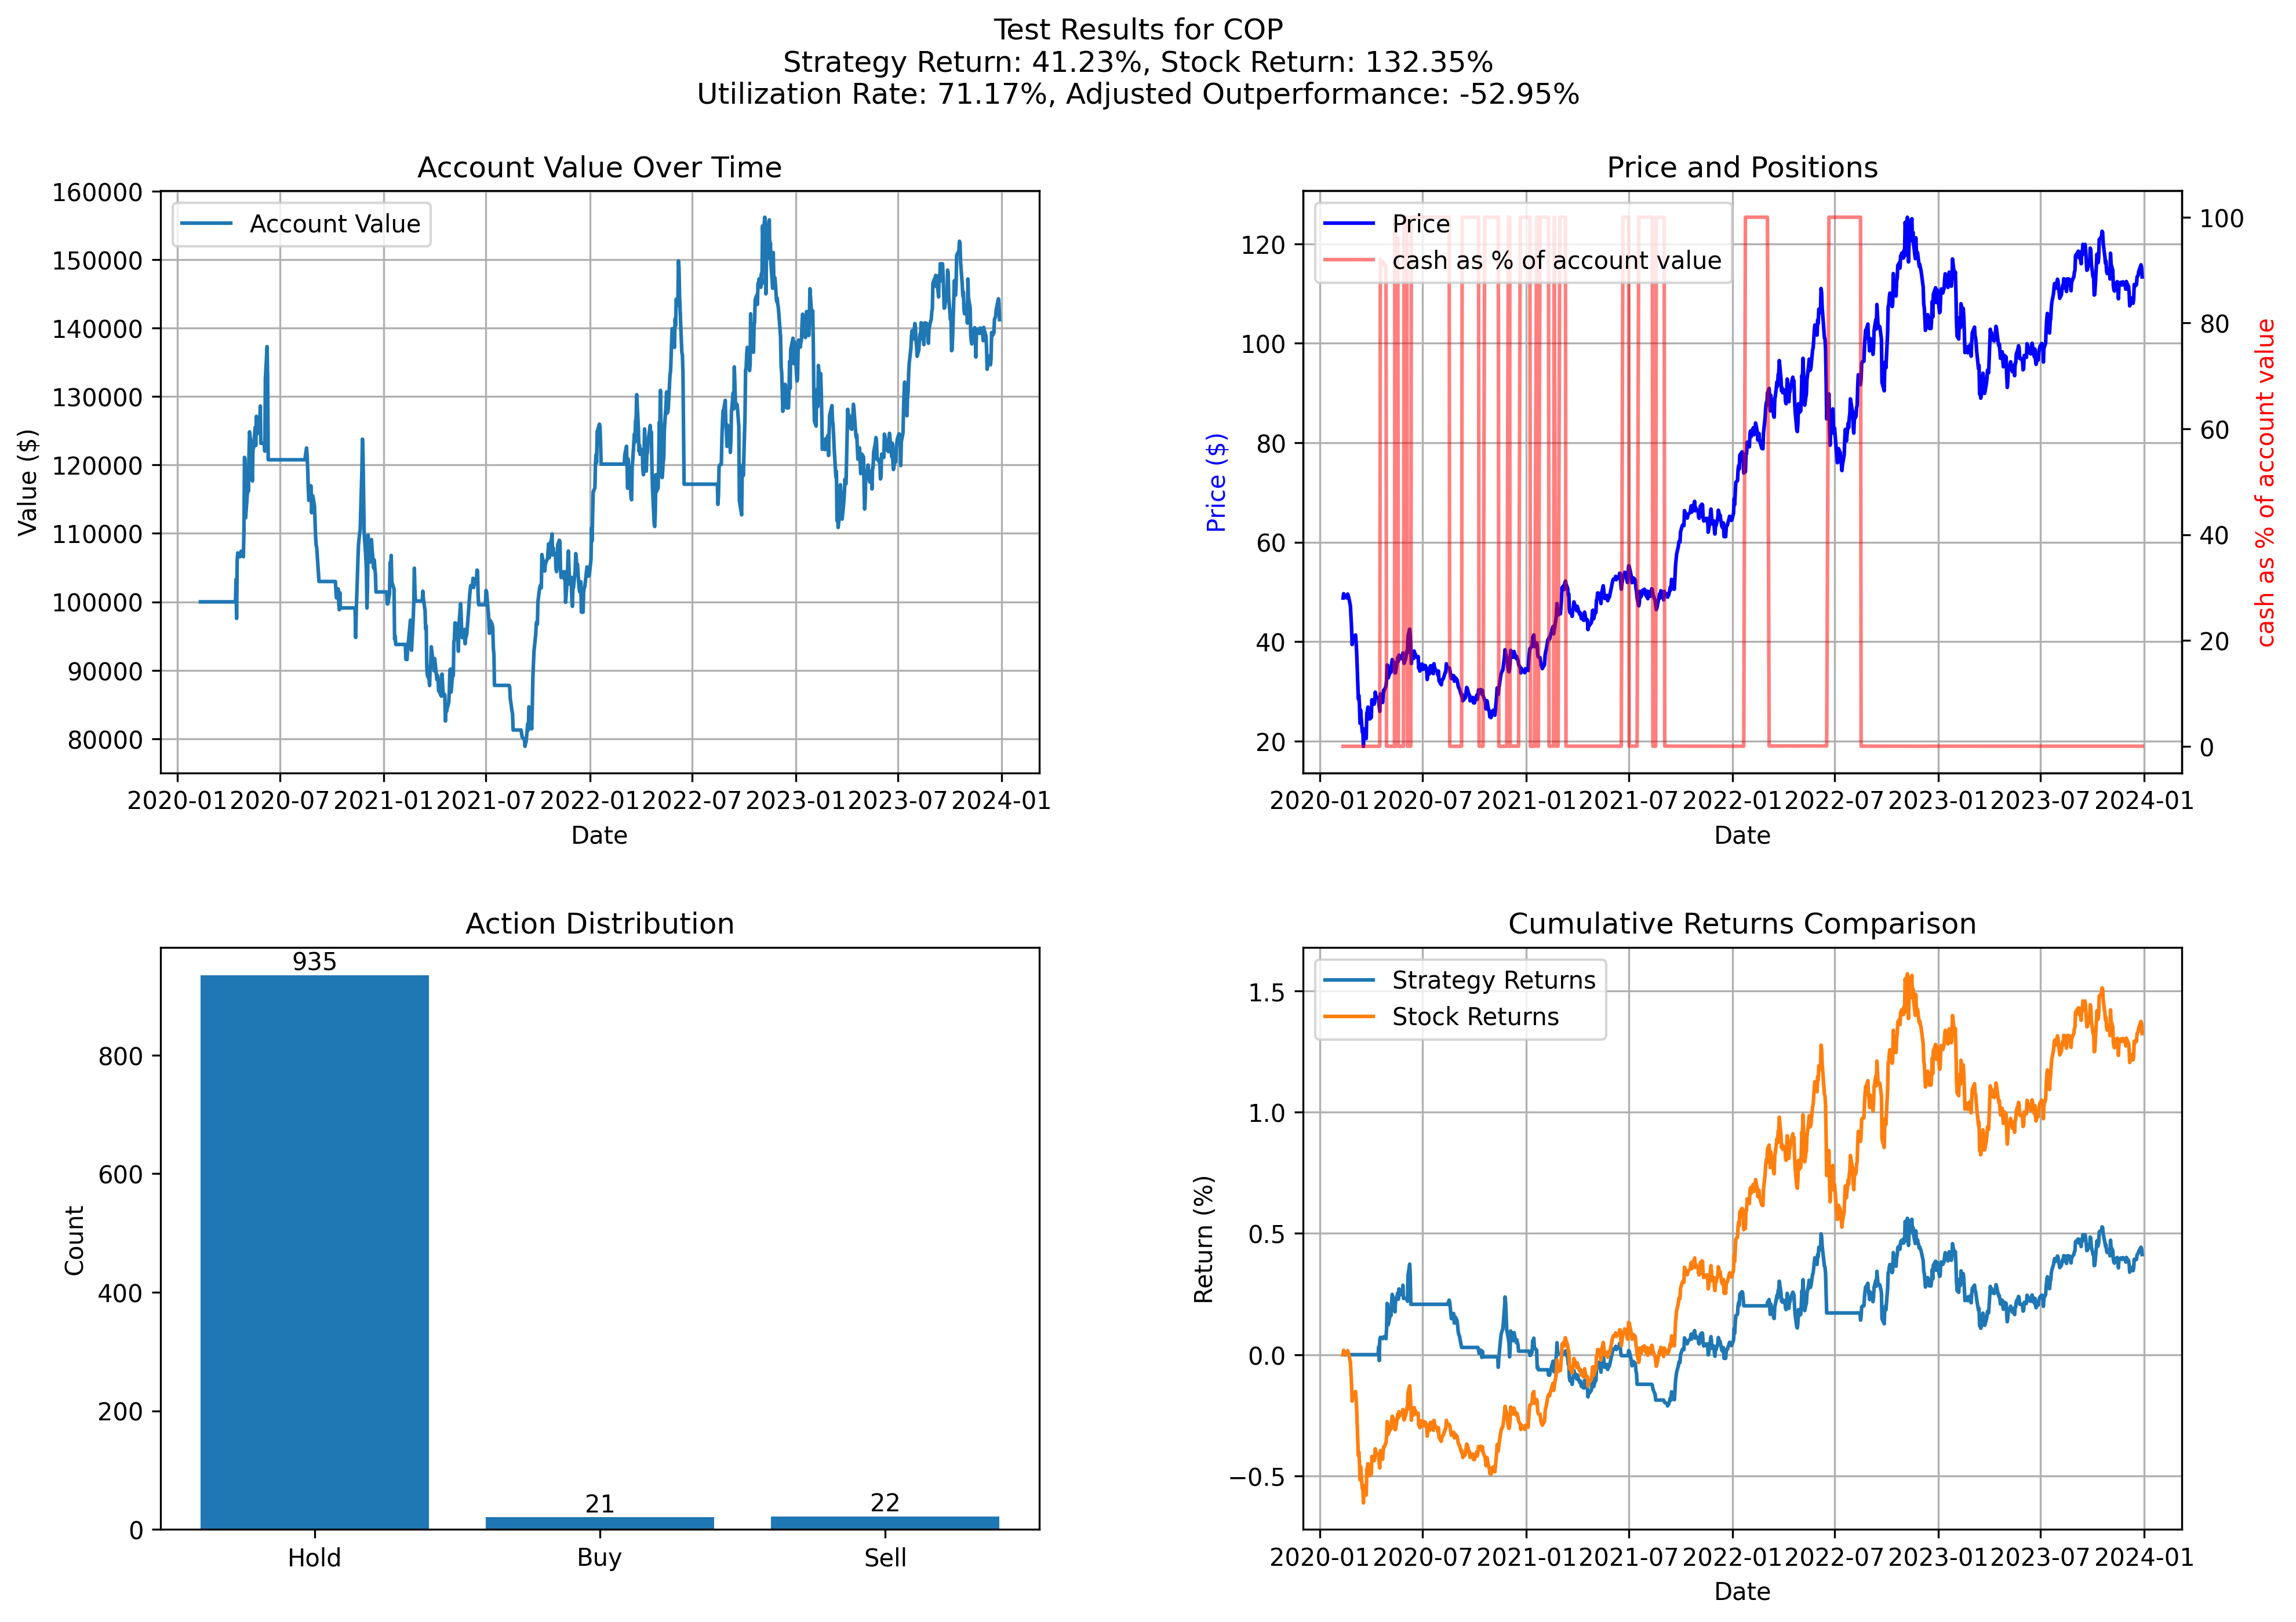 Test Results for COP
Strategy Return: 41.23%, Stock Return: 132.35%
Utilization Rate: 71.17%, Adjusted Outperformance: -52.95%
Account Value Over Time
Account Value
160000
150000
140000
130000
120000
110000
100000
90000
80000
Value ($)
2020-01
2020-07
2021-01
2021-07
2022-01
2022-07
2023-01
2023-07
2024-01
Date
Price and Positions
Price
cash as % of account value
120
100
80
60
40
20
Price ($)
100
80
60
40
20
0
cash as % of account value
2020-01
2020-07
2021-01
2021-07
2022-01
2022-07
2023-01
2023-07
2024-01
Date
Action Distribution
935
21
22
800
600
400
200
0
Count
Hold
Buy
Sell
Cumulative Returns Comparison
Strategy Returns
Stock Returns
1.5
1.0
0.5
0.0
−0.5
Return (%)
2020-01
2020-07
2021-01
2021-07
2022-01
2022-07
2023-01
2023-07
2024-01
Date